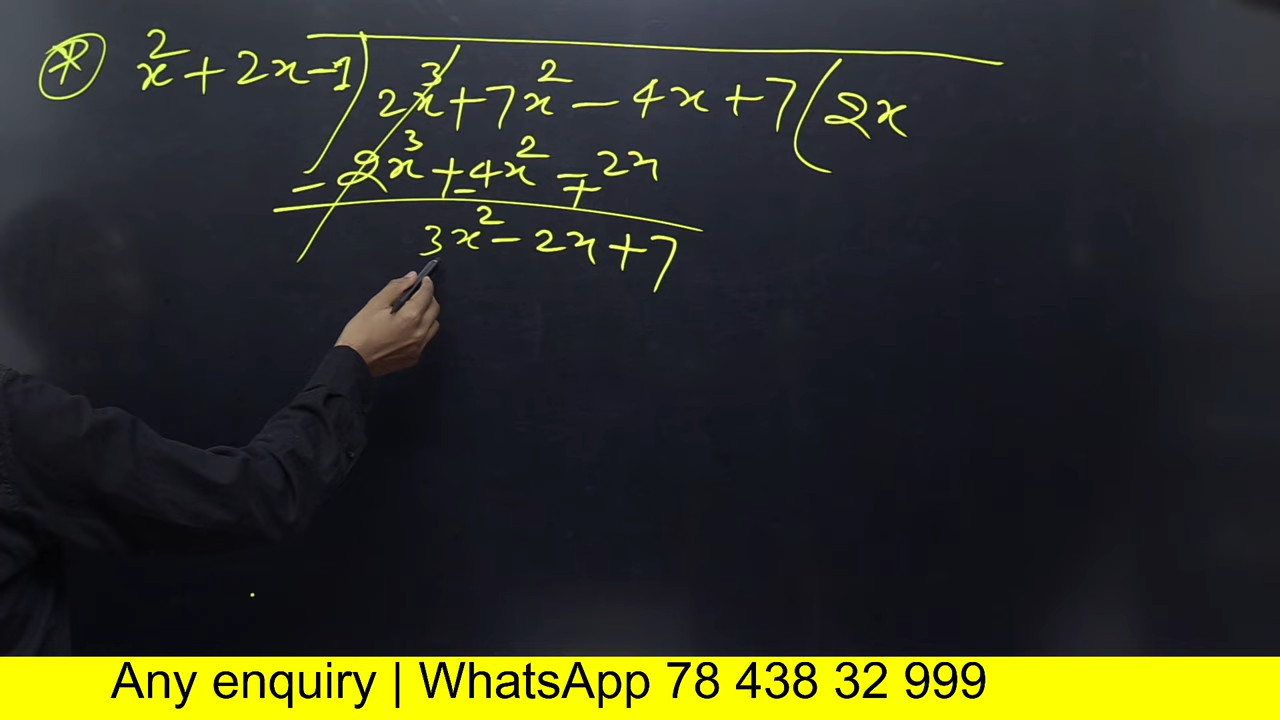 * x² + 2x - 1 ) 2x³ + 7x² - 4x + 7 ( 2x
- 2x³ + 4x² - 2x
- +
3x² - 2x + 7
Any enquiry | WhatsApp 78 438 32 999